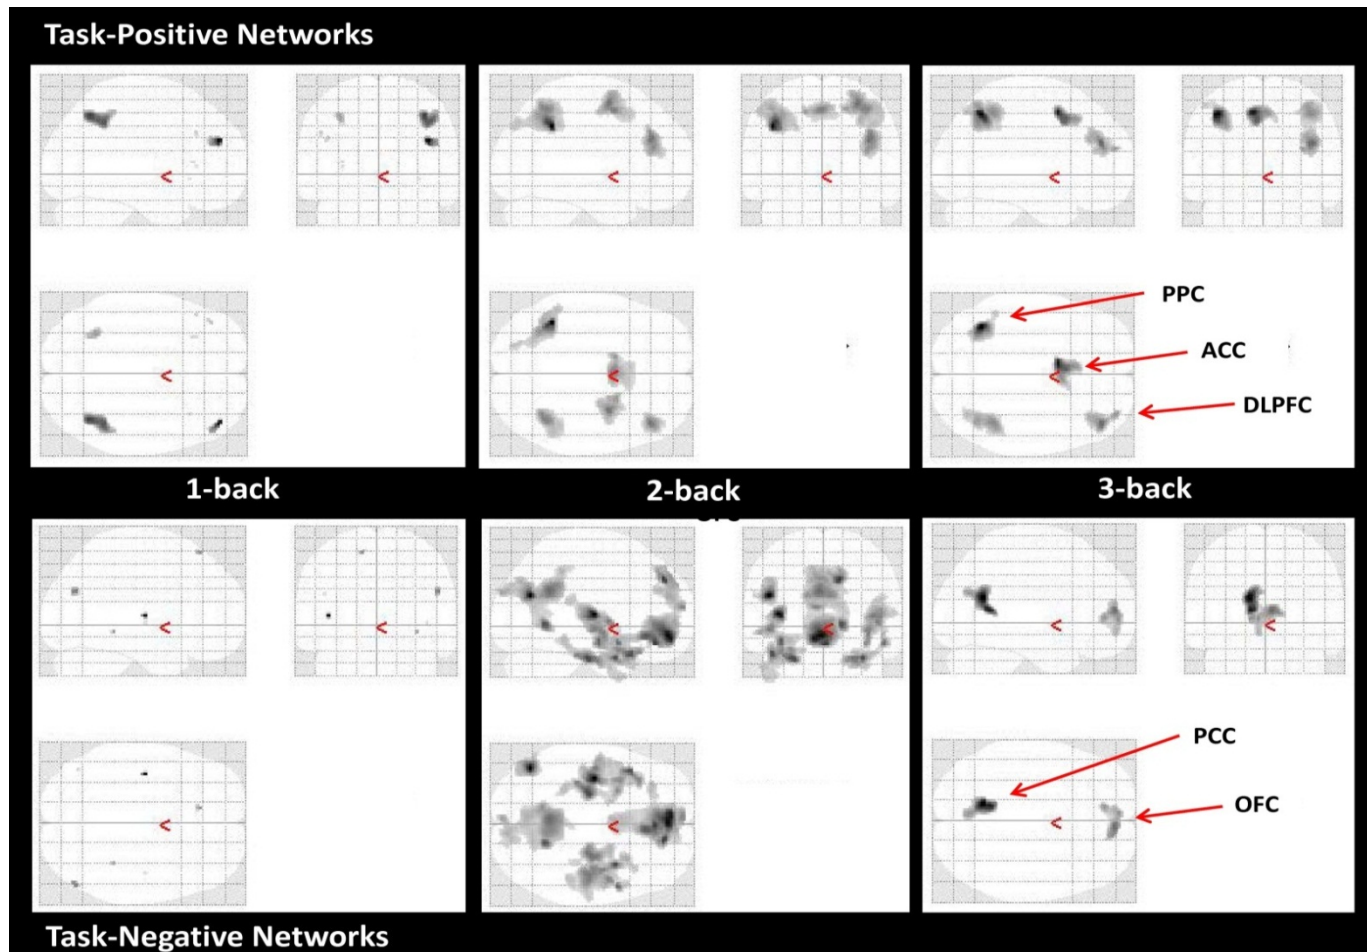 Task-Positive Networks
PPC
ACC
DLPFC
1-back
2-back
3-back
PCC
OFC
Task-Negative Networks